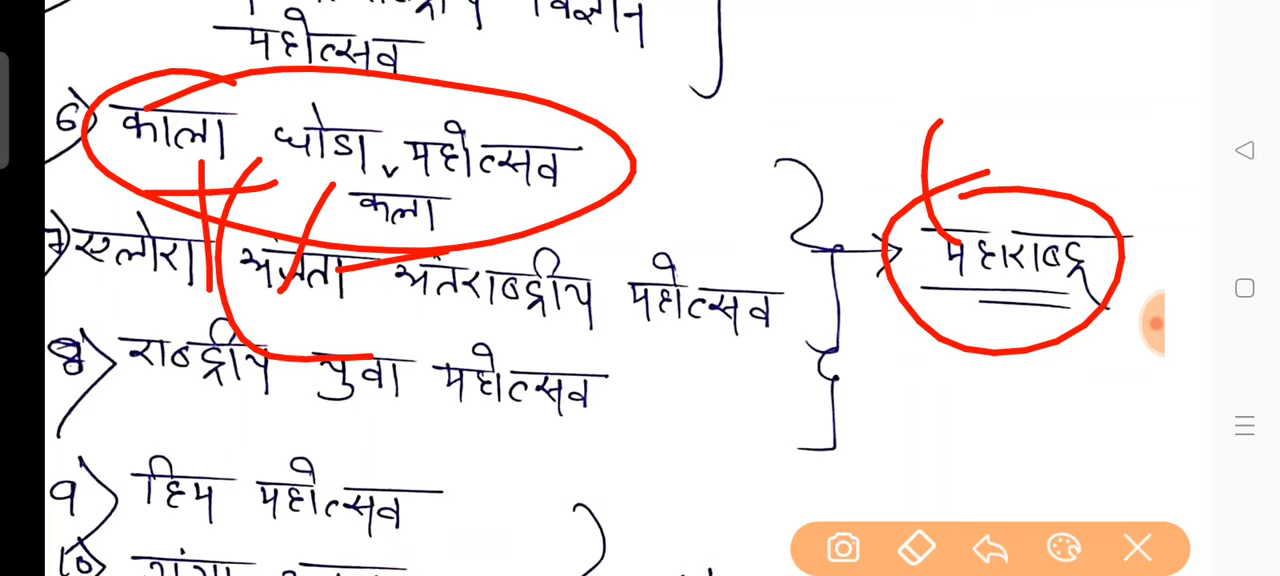 विज्ञान
महोत्सव
6) काला घोडा महोत्सव
कला
7) एलोरा अजंता अंतराष्ट्रीय महोत्सव
महाराष्ट्र
8) राष्ट्रीय युवा महोत्सव
9) हिम महोत्सव
10)